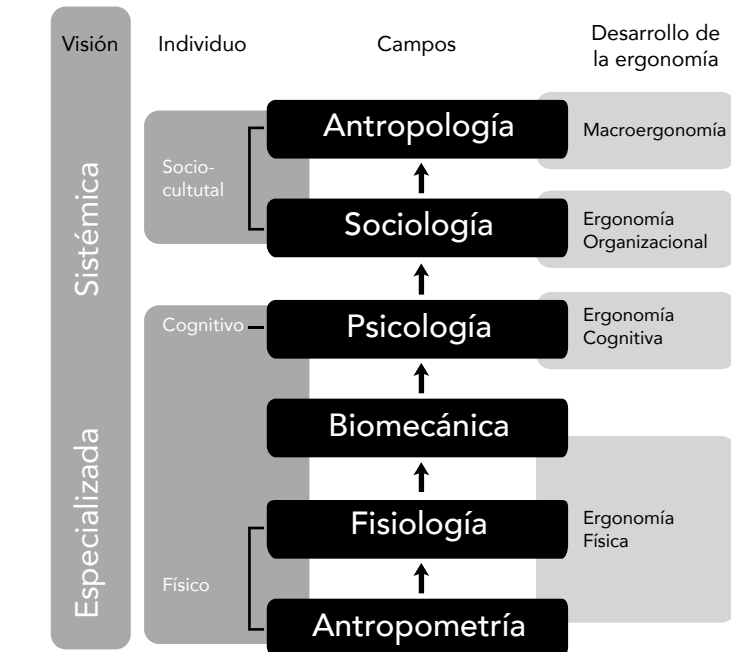 Visión
Individuo
Campos
Desarrollo de
la ergonomía
Sistémica
Especializada
Socio-
cultutal
Cognitivo
Físico
Antropología
Sociología
Psicología
Biomecánica
Fisiología
Antropometría
Macroergonomía
Ergonomía
Organizacional
Ergonomía
Cognitiva
Ergonomía
Física